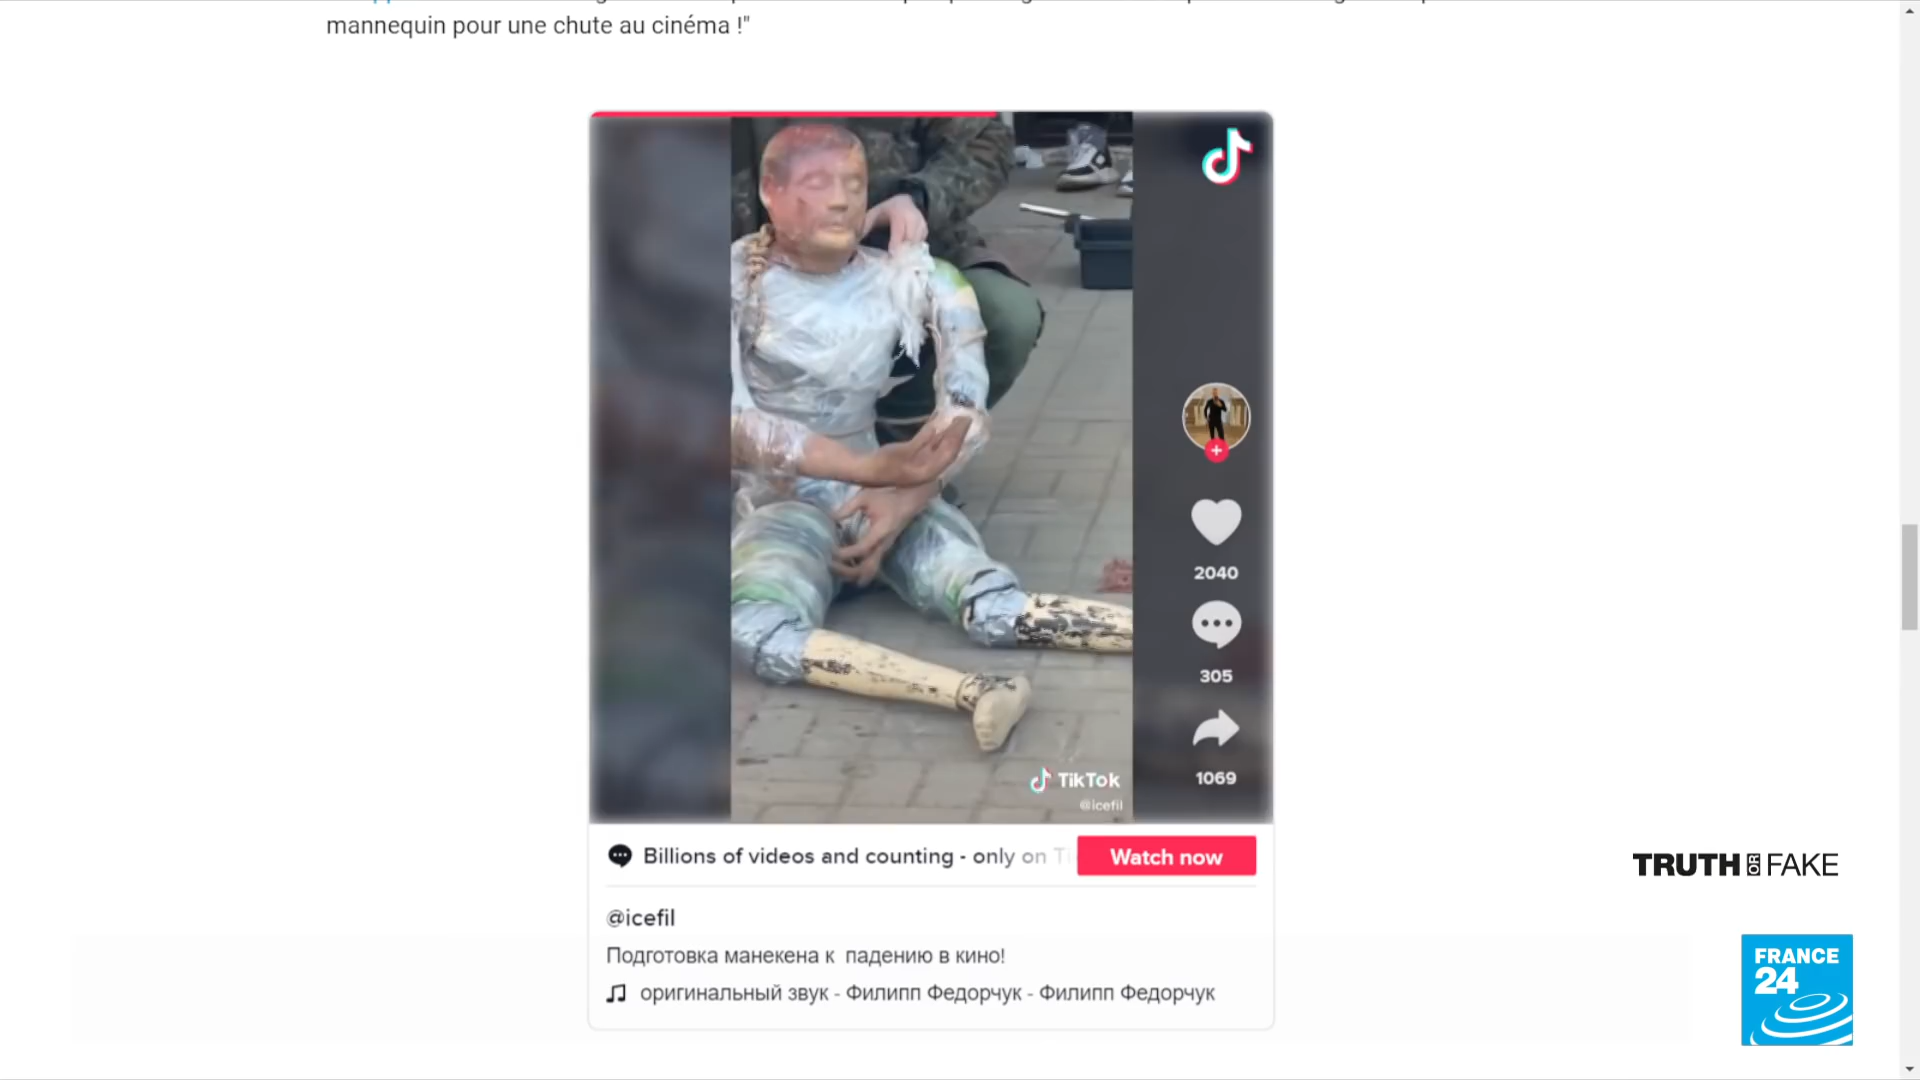 mannequin pour une chute au cinéma !"
2040
305
1069
TikTok
@icefil
Billions of videos and counting - only on
Watch now
TRUTH OR FAKE
@icefil
Подготовка манекена к падению в кино!
оригинальный звук - Филипп Федорчук - Филипп Федорчук
FRANCE
24